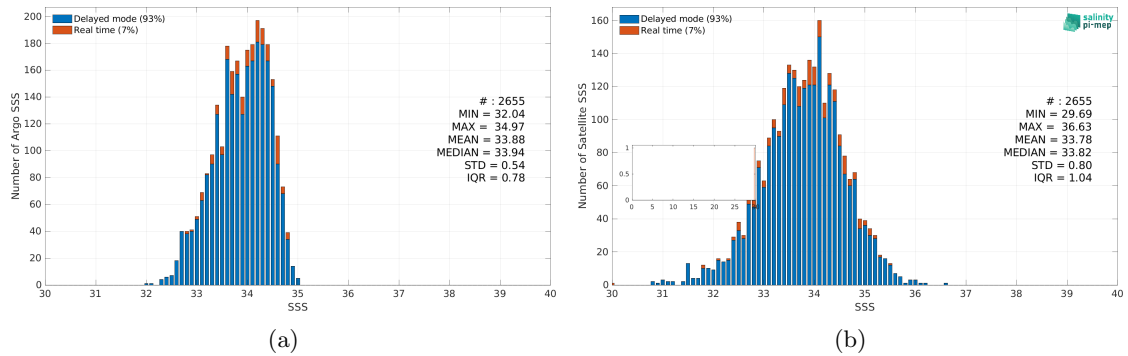 Delayed mode (93%)
Real time (7%)
Number of Argo SSS
200
180
160
140
120
100
80
60
40
20
0
# : 2655
MIN = 32.04
MAX = 34.97
MEAN = 33.88
MEDIAN = 33.94
STD = 0.54
IQR = 0.78
30 31 32 33 34 35 36 37 38 39 40
SSS
(a)
Delayed mode (93%)
Real time (7%)
salinity
pi-mep
Number of Satellite SSS
160
140
120
100
80
60
40
20
0
# : 2655
MIN = 29.69
MAX = 36.63
MEAN = 33.78
MEDIAN = 33.82
STD = 0.80
IQR = 1.04
1
0.5
0
0 5 10 15 20 25
30 31 32 33 34 35 36 37 38 39 40
SSS
(b)